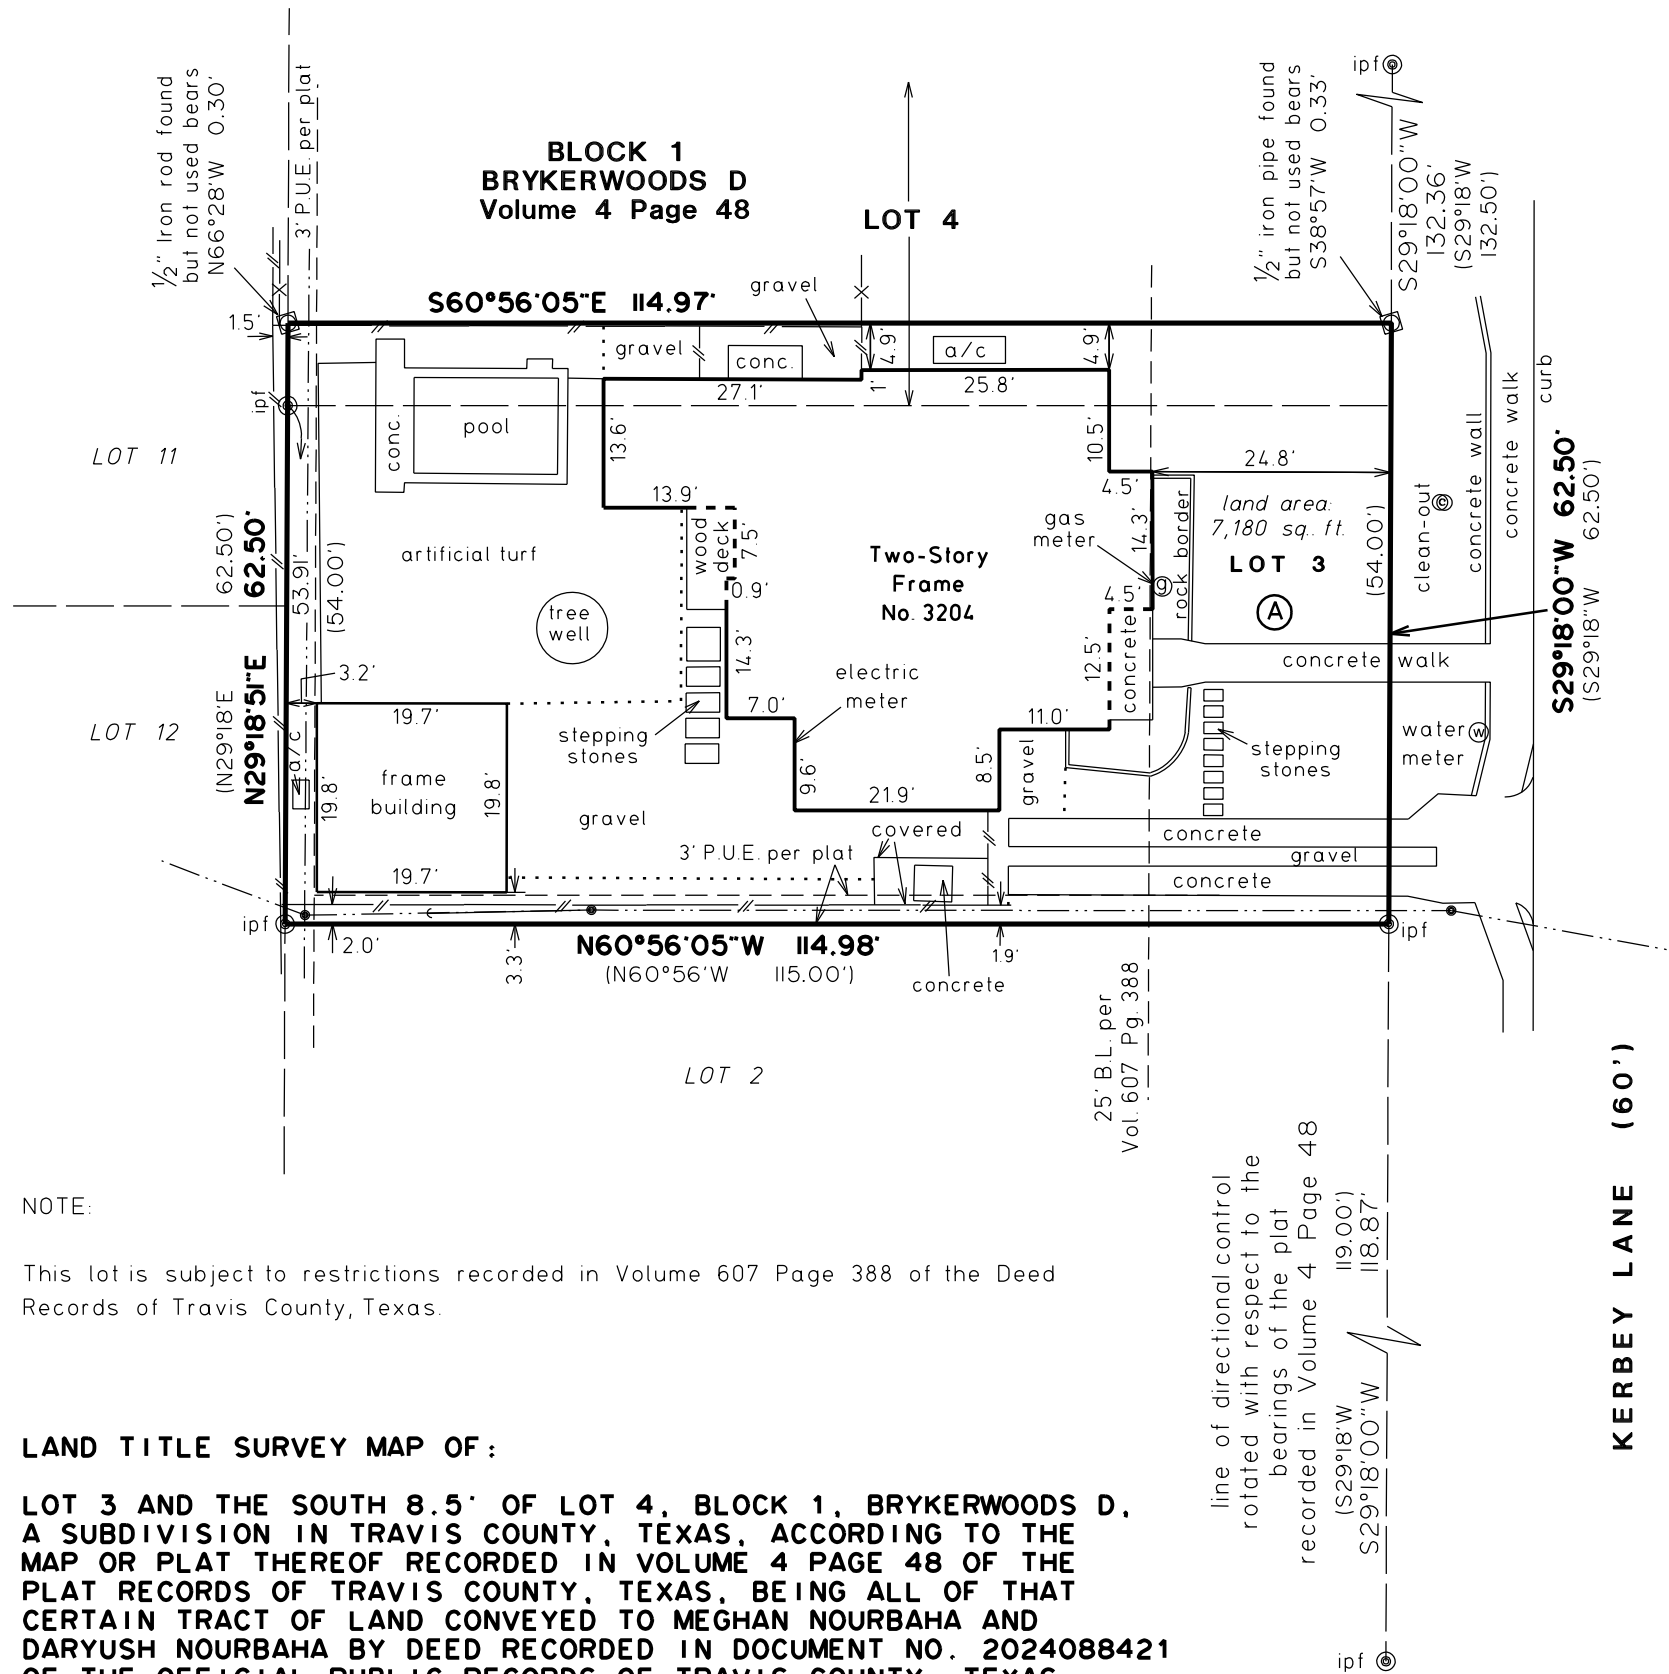 1/2" Iron rod found
but not used bears
N66°28'W 0.30'
3' P.U.E. per plat
BLOCK 1
BRYKERWOODS D
Volume 4 Page 48
LOT 4
1/2" iron pipe found
but not used bears
S38°57'W 0.33'
ipf
S29°18'00"W
132.36'
(S29°18'W
132.50')
S60°56'05"E 114.97'
gravel
1.5'
gravel
conc.
4.9'
a/c
4.9'
27.1'
1'
25.8'
ipf
conc.
pool
13.6'
10.5'
24.8'
curb
concrete walk
concrete wall
LOT 11
13.9'
4.5'
land area:
7,180 sq. ft.
LOT 3
A
clean-out
C
S29°18'00"W 62.50'
(S29°18"W 62.50')
(N29°18'E 62.50')
N29°18'51"E 62.50'
53.91'
(54.00')
artificial turf
wood
deck
7.5'
0.9'
Two-Story
Frame
No. 3204
gas
meter
14.3'
g
rock border
(54.00')
tree
well
4.5'
14.3'
12.5'
concrete
concrete walk
electric
meter
3.2'
LOT 12
19.7'
7.0'
11.0'
stepping
stones
stepping
stones
water
meter
W
a/c
19.8'
frame
building
19.8'
9.6'
8.5'
gravel
21.9'
gravel
covered
concrete
3' P.U.E. per plat
gravel
19.7'
concrete
ipf
2.0'
3.3'
N60°56'05"W 114.98'
(N60°56'W 115.00')
1.9'
concrete
ipf
25' B.L. per
Vol. 607 Pg. 388
LOT 2
KERBEY LANE (60')
line of directional control
rotated with respect to the
bearings of the plat
recorded in Volume 4 Page 48
(S29°18'W 119.00')
S29°18'00"W 118.87'
ipf
NOTE:
This lot is subject to restrictions recorded in Volume 607 Page 388 of the Deed
Records of Travis County, Texas.
LAND TITLE SURVEY MAP OF:
LOT 3 AND THE SOUTH 8.5' OF LOT 4, BLOCK 1, BRYKERWOODS D,
A SUBDIVISION IN TRAVIS COUNTY, TEXAS, ACCORDING TO THE
MAP OR PLAT THEREOF RECORDED IN VOLUME 4 PAGE 48 OF THE
PLAT RECORDS OF TRAVIS COUNTY, TEXAS, BEING ALL OF THAT
CERTAIN TRACT OF LAND CONVEYED TO MEGHAN NOURBAHA AND
DARYUSH NOURBAHA BY DEED RECORDED IN DOCUMENT NO. 2024088421
OF THE OFFICIAL PUBLIC RECORDS OF TRAVIS COUNTY, TEXAS